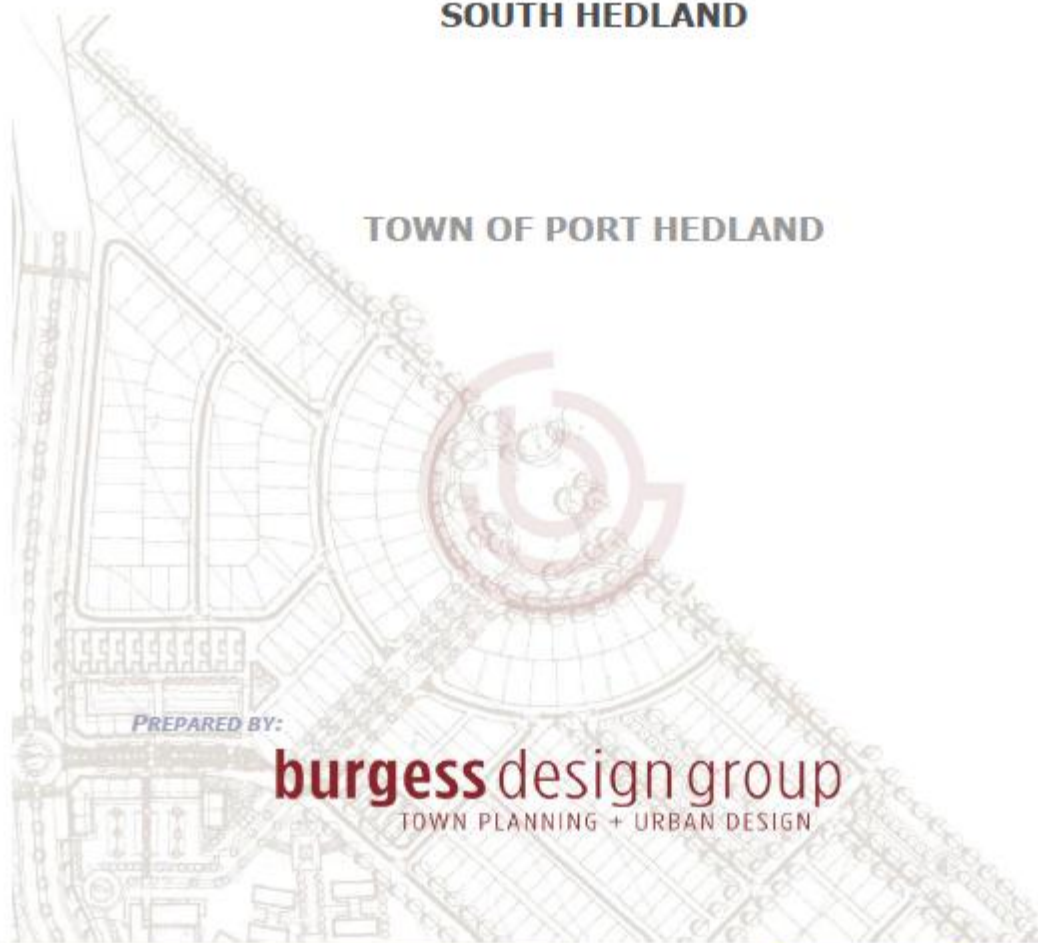 SOUTH HEDLAND
TOWN OF PORT HEDLAND
PREPARED BY:
burgess design group
TOWN PLANNING + URBAN DESIGN